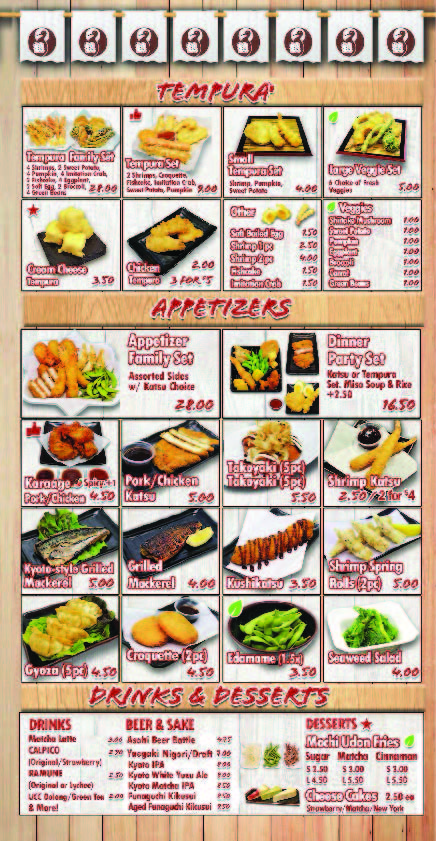 TEMPURA
Tempura Family Set
4 Shrimps, 2 Sweet Potato,
4 Pumpkin, 4 Imitation Crab,
2 Fishcake, 4 Eggplant,
2 Soft Egg, 2 Broccoli,
4 Green Beans
28.00
Tempura Set
2 Shrimps, Croquette,
Fishcake, Imitation Crab,
Sweet Potato, Pumpkin 9.00
Small
Tempura Set
Shrimp, Pumpkin,
Sweet Potato 4.00
Large Veggie Set
6 Choice of Fresh
Veggies 5.00
Cream Cheese
Tempura 3.50
Chicken 2.00
Tempura 3 FOR $5
Other
Soft Boiled Egg 1.50
Shrimp 1pc 2.50
Shrimp 2pc 4.00
Fishcake 1.50
Imitation Crab 1.50
Veggies
Shiitake Mushroom 1.00
Sweet Potato 1.00
Pumpkin 1.00
Eggplant 1.00
Broccoli 1.00
Carrot 1.00
Green Beans 1.00
APPETIZERS
Appetizer
Family Set
Assorted Sides
w/ Katsu Choice
28.00
Dinner
Party Set
Katsu or Tempura
Set. Miso Soup & Rice
+2.50
16.50
Karaage Spicy +1
Pork/Chicken 4.50
Pork/Chicken
Katsu 5.00
Takoyaki (5pc)
Takoyaki (5pc)
5.50
Shrimp Katsu
2.50 / 2 for $4
Kyoto-style Grilled
Mackerel 5.00
Grilled
Mackerel 4.00
Kushikatsu 3.50
Shrimp Spring
Rolls (2pc) 5.00
Gyoza (5pc) 4.50
Croquette (2pc)
4.50
Edamame (1.5x)
3.50
Seaweed Salad
4.00
DRINKS & DESSERTS
DRINKS
Matcha Latte 3.00
CALPICO 2.50
(Original/Strawberry)
RAMUNE 2.50
(Original or Lychee)
UCC Oolong/Green Tea 2.00
& More!
BEER & SAKE
Asahi Beer Bottle 4.75
Yaegaki Nigori/Draft 9.00
Kyoto IPA 8.00
Kyoto White Yuzu Ale 9.00
Kyoto Matcha IPA 8.50
Funaguchi Kikusui 8.50
Aged Funaguchi Kikusui 9.50
DESSERTS
Mochi Udon Fries
Sugar Matcha Cinnamon
S 3.50 S 3.00 S 3.00
L 4.50 L 5.50 L 5.50
Cheese Cakes 2.50 ea
Strawberry/Matcha/New York